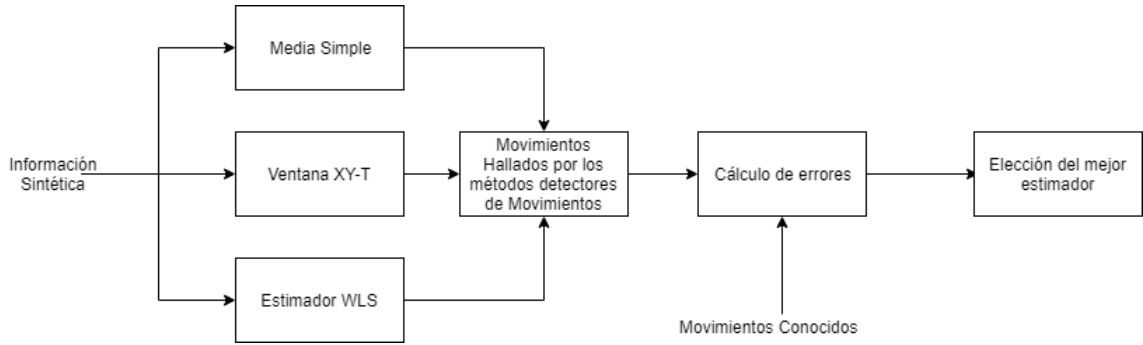 Media Simple
Información
Sintética
Ventana XY-T
Movimientos
Hallados por los
métodos detectores
de Movimientos
Cálculo de errores
Elección del mejor
estimador
Estimador WLS
Movimientos Conocidos